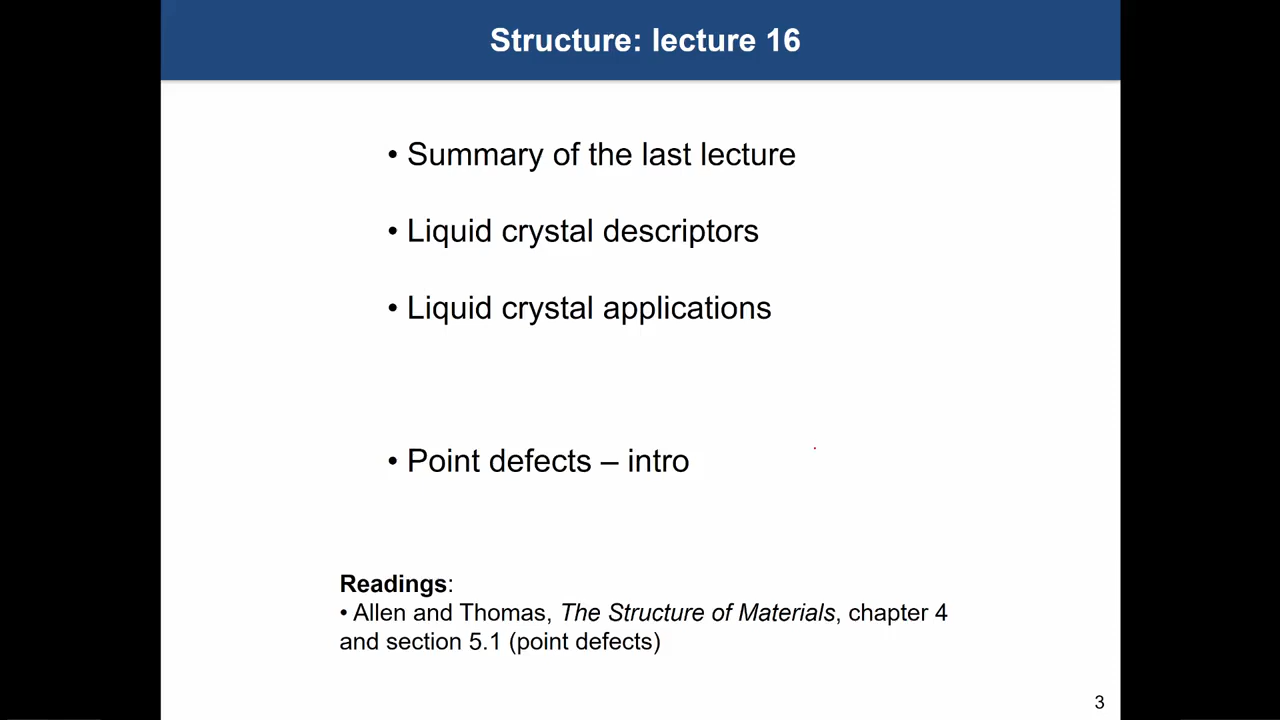 Structure: lecture 16
• Summary of the last lecture
• Liquid crystal descriptors
• Liquid crystal applications
• Point defects – intro
Readings:
• Allen and Thomas, The Structure of Materials, chapter 4
and section 5.1 (point defects)
3